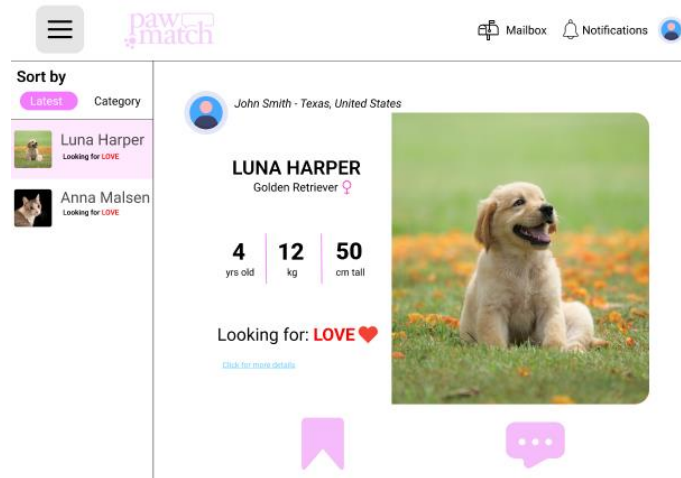 paw
match
Mailbox
Notifications
Sort by
Latest
Category
Luna Harper
Looking for LOVE
Anna Malsen
Looking for LOVE
John Smith - Texas, United States
LUNA HARPER
Golden Retriever
4
12
50
yrs old
kg
cm tall
Looking for: LOVE
Click for more details